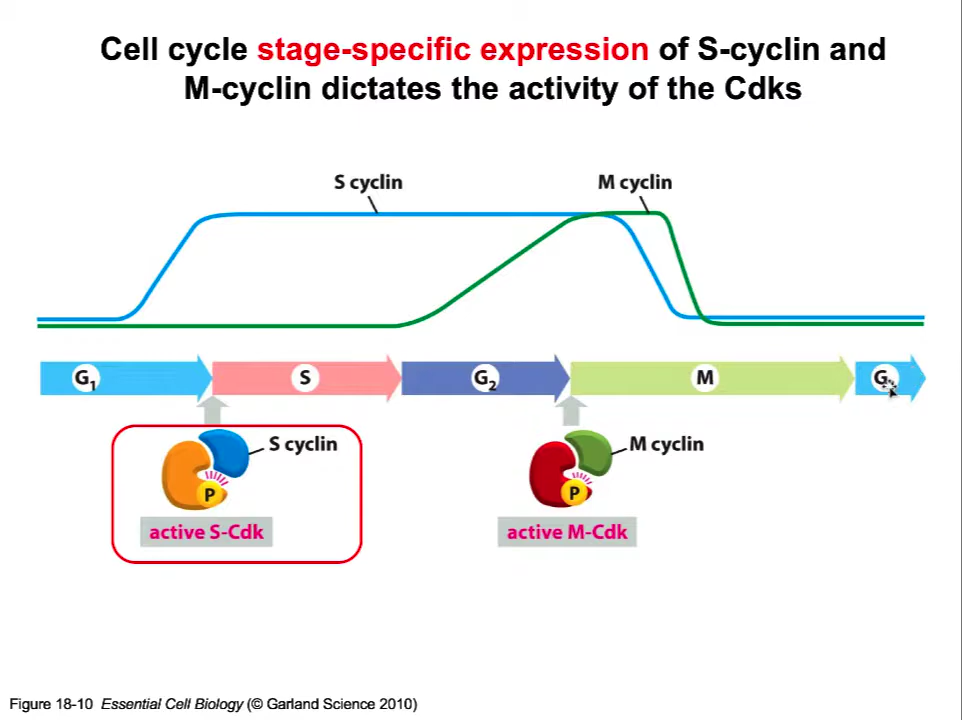 Cell cycle stage-specific expression of S-cyclin and
M-cyclin dictates the activity of the Cdks
S cyclin
M cyclin
G1
S
G2
M
G
S cyclin
M cyclin
P
P
active S-Cdk
active M-Cdk
Figure 18-10 Essential Cell Biology (© Garland Science 2010)